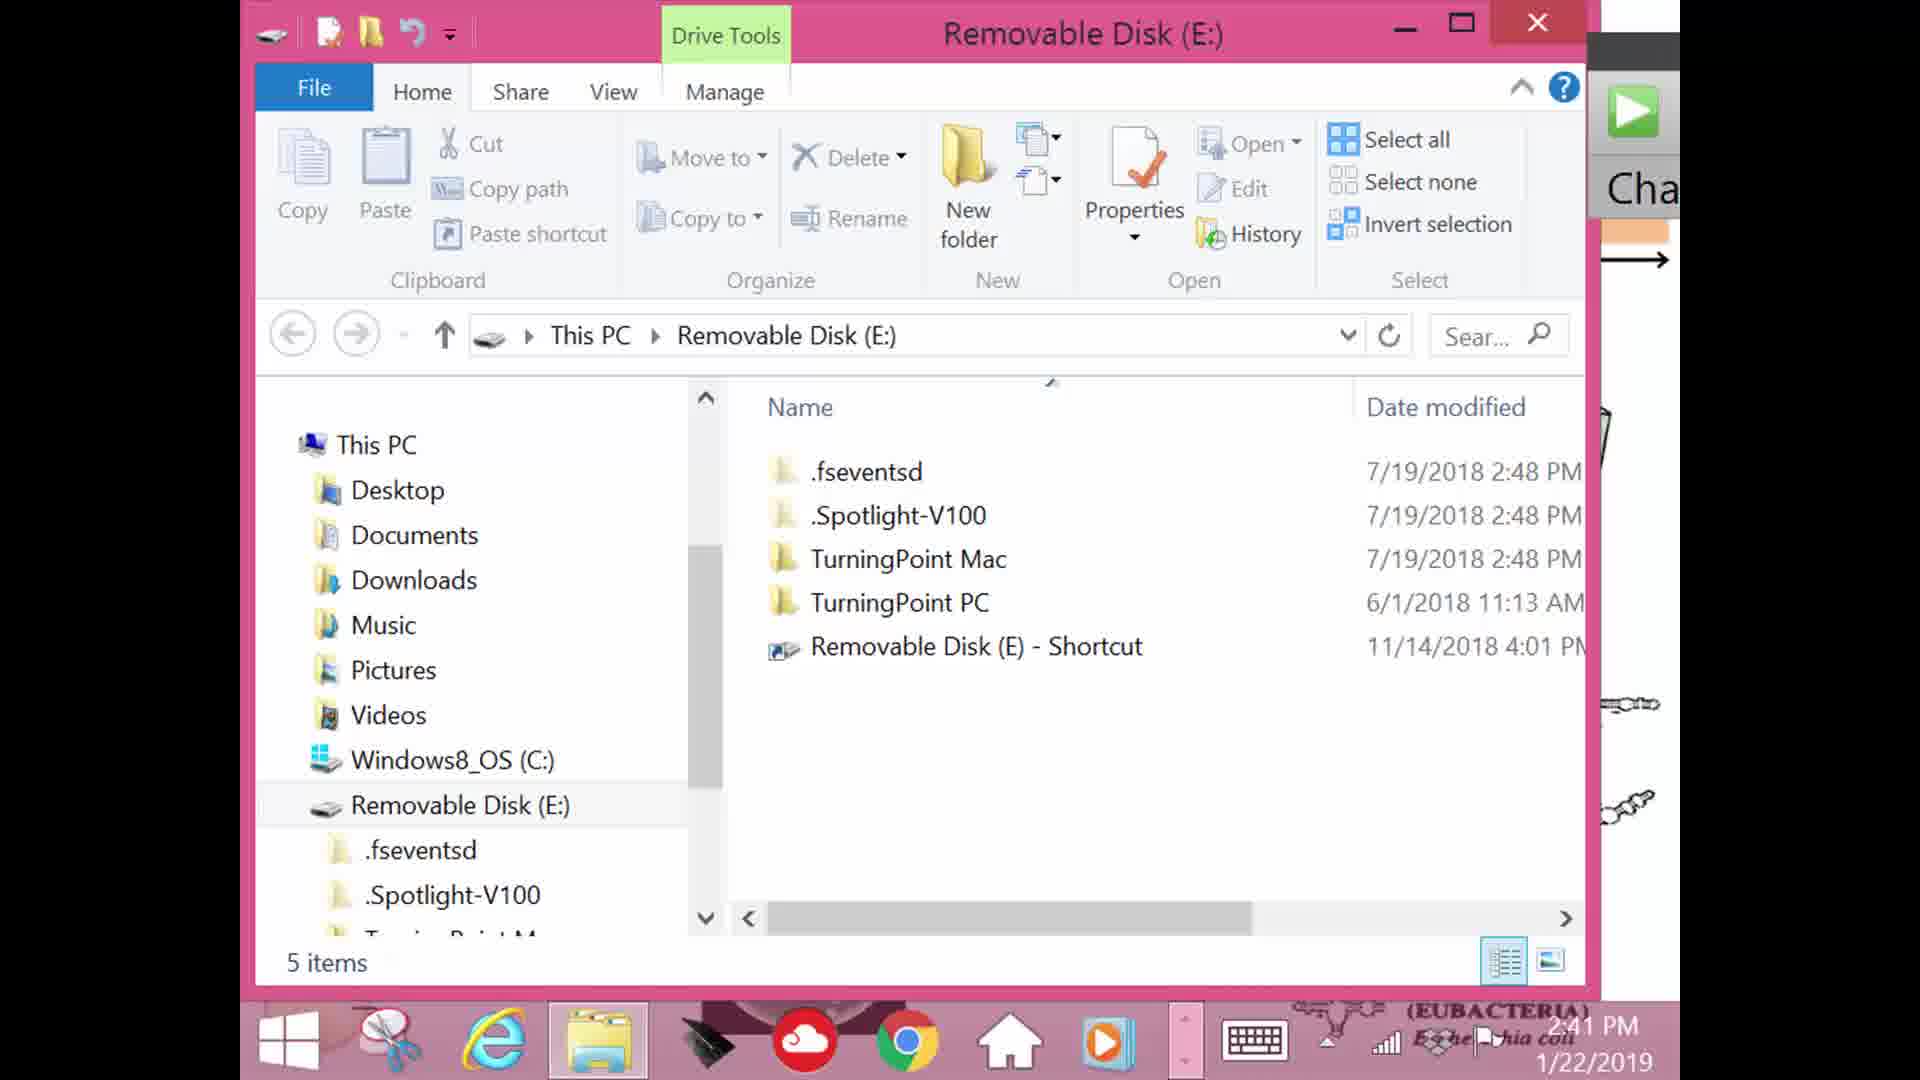 Drive Tools
Removable Disk (E:)
File
Home
Share
View
Manage
Copy
Paste
Cut
Copy path
Paste shortcut
Clipboard
Move to
Copy to
Delete
Rename
Organize
New folder
New
Properties
Open
Edit
History
Open
Select all
Select none
Invert selection
Select
Cha
This PC
Removable Disk (E:)
Sear...
Name
Date modified
This PC
Desktop
Documents
Downloads
Music
Pictures
Videos
Windows8_OS (C:)
Removable Disk (E:)
.fseventsd
.Spotlight-V100
.fseventsd 7/19/2018 2:48 PM
.Spotlight-V100 7/19/2018 2:48 PM
TurningPoint Mac 7/19/2018 2:48 PM
TurningPoint PC 6/1/2018 11:13 AM
Removable Disk (E) - Shortcut 11/14/2018 4:01 PM
5 items
(EUBACTERIA)
2:41 PM
1/22/2019